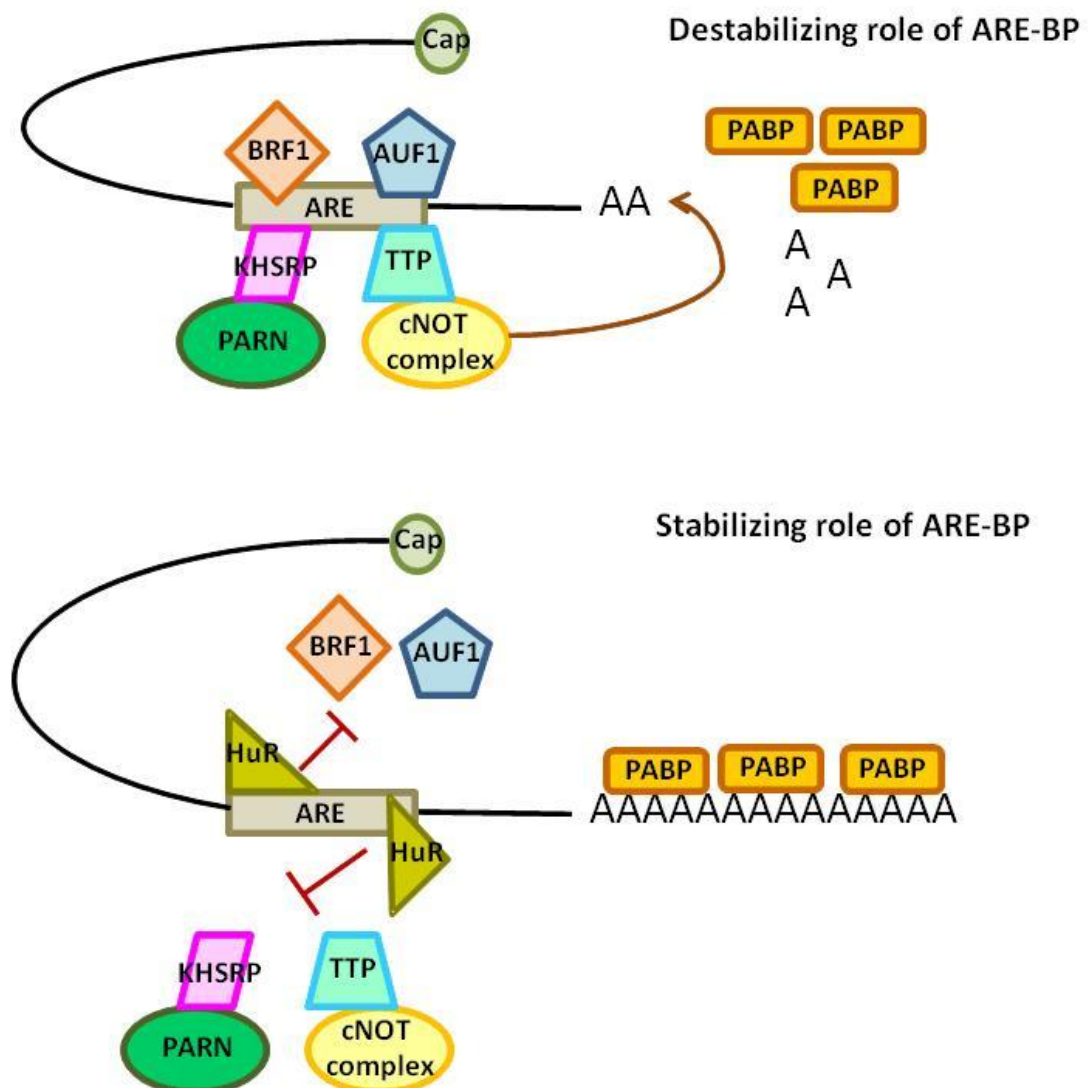 Cap
Destabilizing role of ARE-BP
PABP PABP
BRF1 AUF1
PABP
ARE
AA
A
KHSRP TTP
A
A
PARN
cNOT
complex
Stabilizing role of ARE-BP
Cap
BRF1 AUF1
HuR
PABP PABP PABP
ARE
AAAAAAAAAAAAAA
HuR
KHSRP TTP
PARN
cNOT
complex